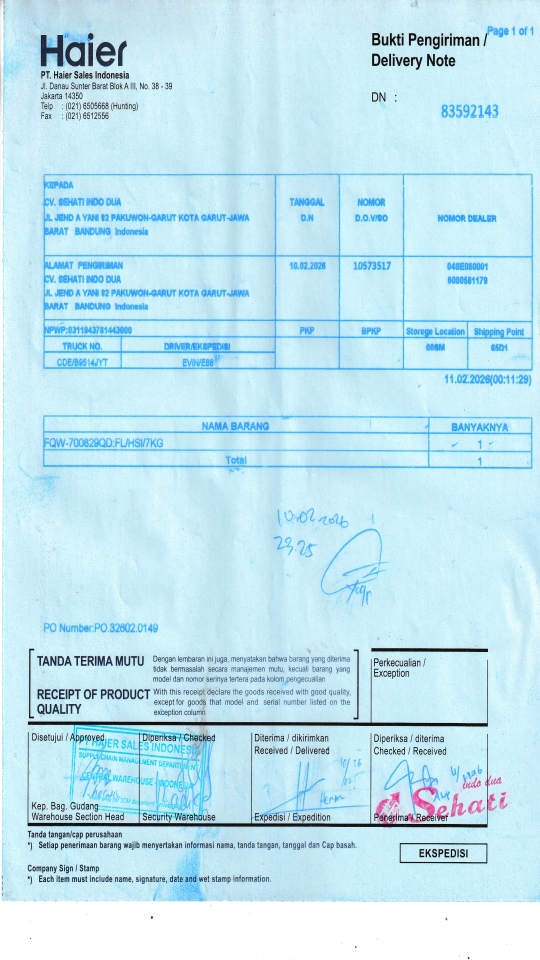 Page 1 of 1
Haier
PT. Haier Sales Indonesia
Jl. Danau Sunter Barat Blok A III, No. 38 - 39
Jakarta 14350
Telp : (021) 6505668 (Hunting)
Fax : (021) 6512556
Bukti Pengiriman /
Delivery Note
DN :
83592143
KEPADA
CV. SEHATI INDO DUA
JL JEND A YANI 82 PAKUWON-GARUT KOTA GARUT-JAWA
BARAT BANDUNG Indonesia
TANGGAL
D.N
NOMOR
D.O.V/SO
NOMOR DEALER
ALAMAT PENGIRIMAN
CV. SEHATI INDO DUA
JL JEND A YANI 82 PAKUWON-GARUT KOTA GARUT-JAWA
BARAT BANDUNG Indonesia
10.02.2026
10573517
04SE080001
6000581179
NPWP:0311943781443000
PKP
BPKP
Storege Location
Shipping Point
TRUCK NO.
DRIVER/EKSPEDISI
00SM
65D1
CDE/B9514JYT
11.02.2026(00:11:29)
NAMA BARANG
BANYAKNYA
FQW-700829QD:FL/HSI/7KG
1
Total
1
10.02.2026
23.25
PO Number:PO.32602.0149
TANDA TERIMA MUTU
Dengan lembaran ini juga, menyatakan bahwa barang yang diterima
tidak bermasalah secara manajemen mutu, kecuali barang yang
model dan nomor serinya tertera pada kolom pengecualian
RECEIPT OF PRODUCT
QUALITY
With this receipt declare the goods received with good quality,
except for goods that model and serial number listed on the
exception column
Perkecualian /
Exception
Disetujui / Approved
Diperiksa / Checked
Diterima / dikirimkan
Received / Delivered
Diperiksa / diterima
Checked / Received
PT HAIER SALES INDONESIA
SUPPLY CHAIN MANAGEMENT DEPARTMENT
CENTRAL WAREHOUSE - INDONESIA
indo dua
Sehati
Kep. Bag. Gudang
Warehouse Section Head
Security Warehouse
Expedisi / Expedition
Penerima / Receiver
Tanda tangan/cap perusahaan
*) Setiap penerimaan barang wajib menyertakan informasi nama, tanda tangan, tanggal dan Cap basah.
EKSPEDISI
Company Sign / Stamp
*) Each item must include name, signature, date and wet stamp information.